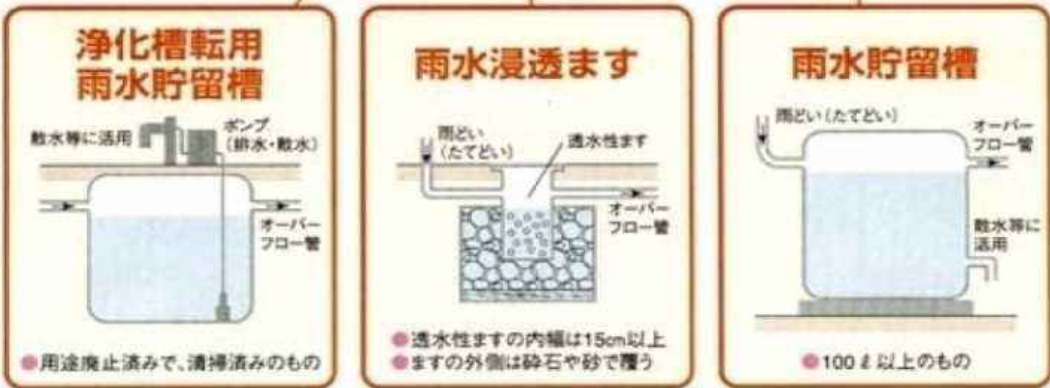 浄化槽転用
雨水貯留槽
散水等に活用
ポンプ
(排水・散水)
オーバー
フロー管
●用途廃止済みで、清掃済みのもの
雨水浸透ます
雨どい
(たてどい)
透水性ます
オーバー
フロー管
●透水性ますの内幅は15cm以上
●ますの外側は砕石や砂で覆う
雨水貯留槽
雨どい(たてどい)
オーバー
フロー管
散水等に
活用
●100ℓ以上のもの